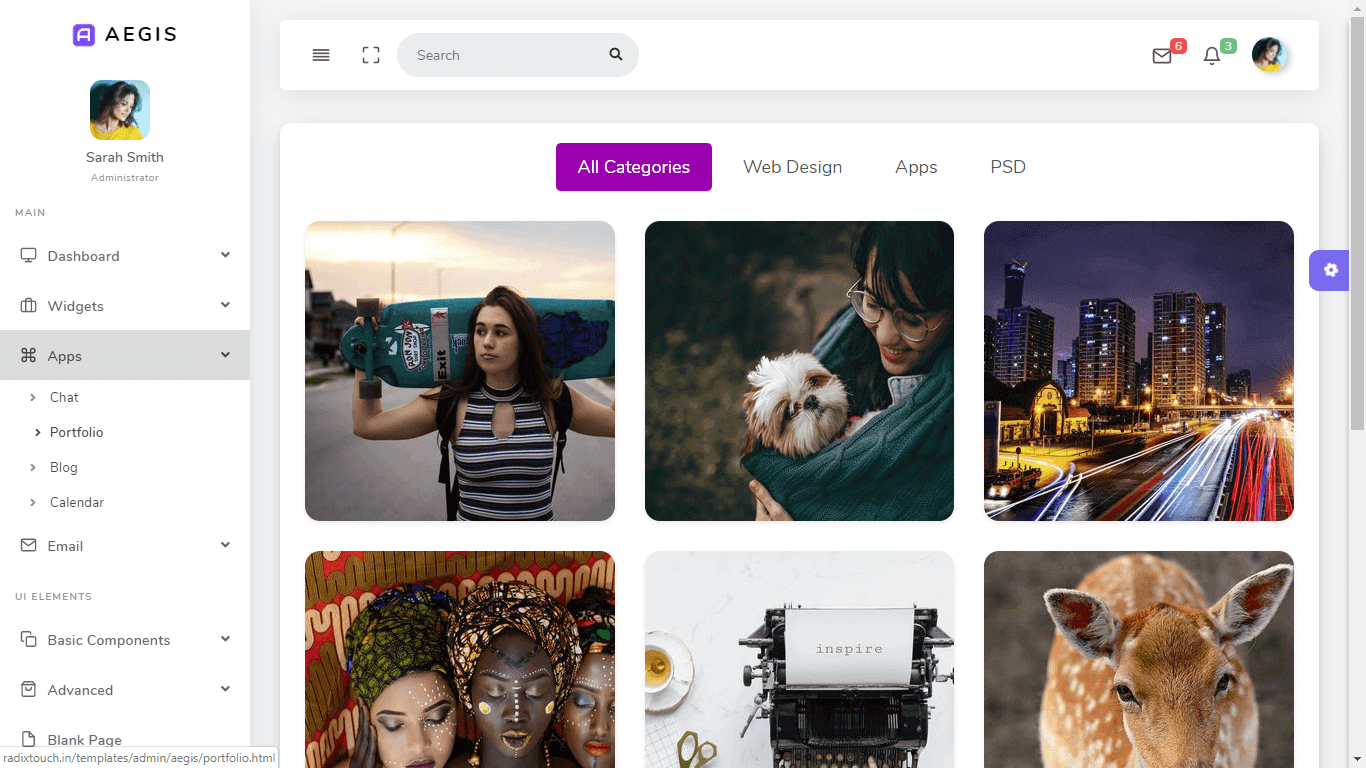 AEGIS
Sarah Smith
Administrator
MAIN
Dashboard
Widgets
Apps
Chat
Portfolio
Blog
Calendar
Email
UI ELEMENTS
Basic Components
Advanced
Blank Page
radixtouch.in/templates/admin/aegis/portfolio.html
Search
6
3
All Categories
Web Design
Apps
PSD
RON JON
Exit
inspire